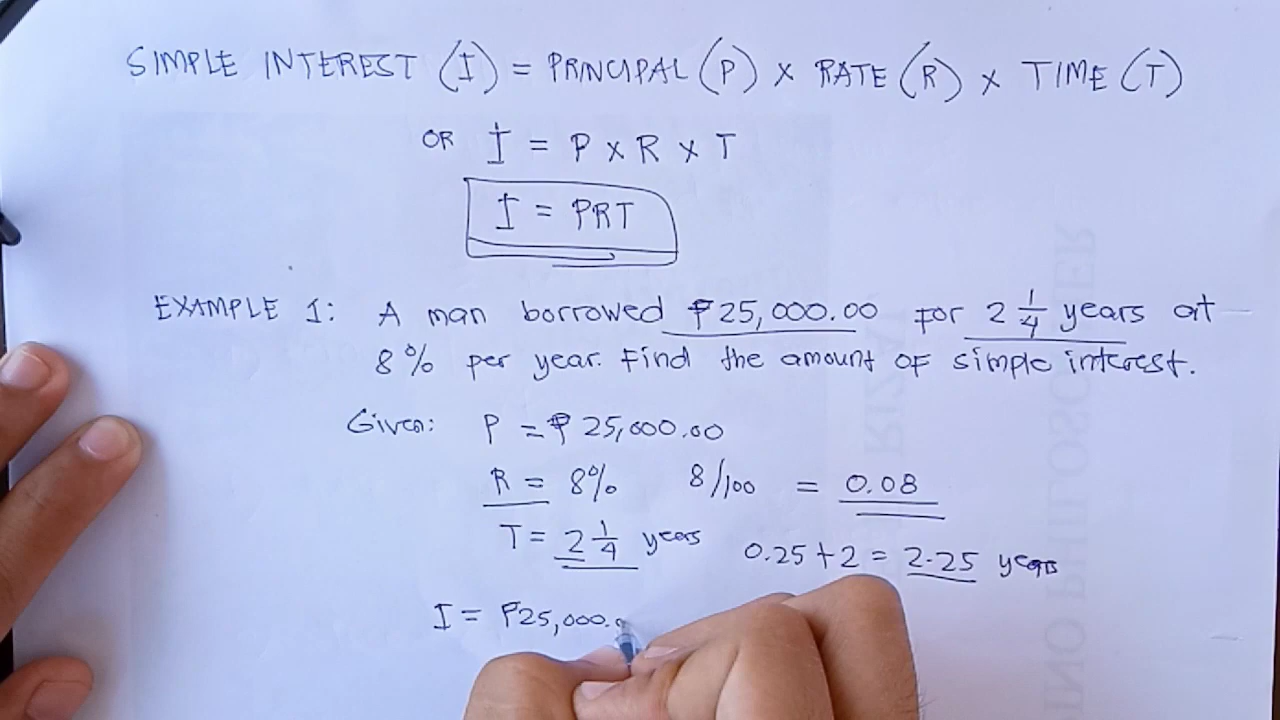 SIMPLE INTEREST (I) = PRINCIPAL (P) x RATE (R) x TIME (T)
OR I = P x R x T
I = PRT
EXAMPLE 1: A man borrowed ₱25,000.00 for 2 1/4 years at
8% per year. Find the amount of simple interest.
Given: P = ₱ 25,000.00
R = 8% 8/100 = 0.08
T = 2 1/4 years 0.25 + 2 = 2.25 years
I = ₱25,000.